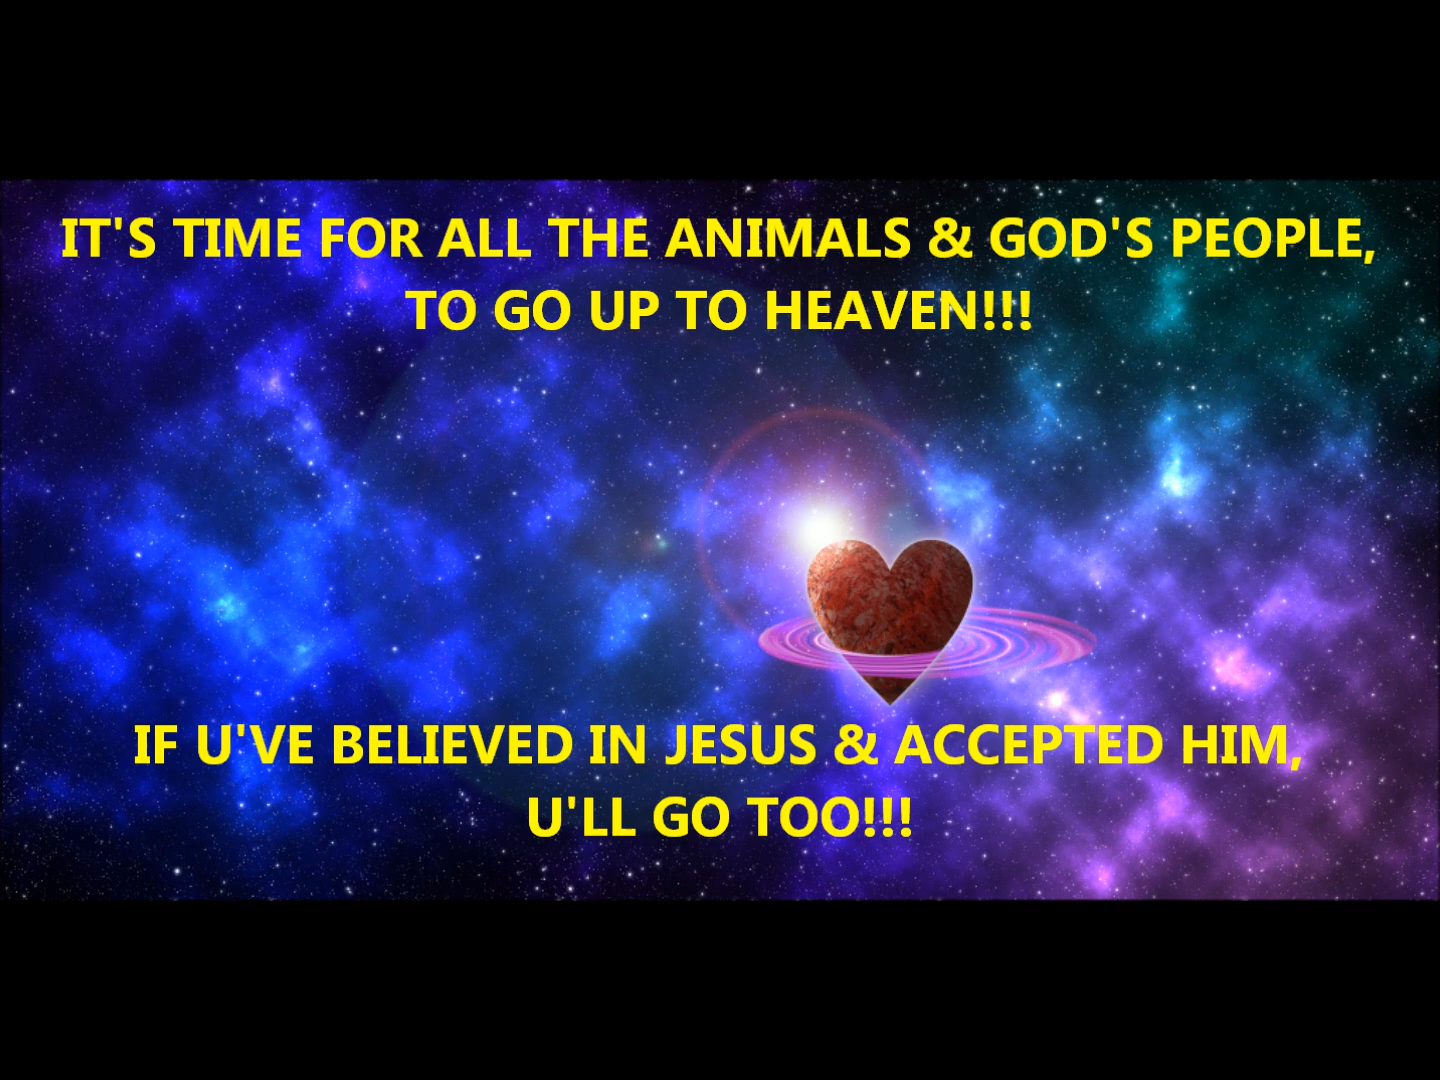 IT'S TIME FOR ALL THE ANIMALS & GOD'S PEOPLE,
TO GO UP TO HEAVEN!!!
IF U'VE BELIEVED IN JESUS & ACCEPTED HIM,
U'LL GO TOO!!!